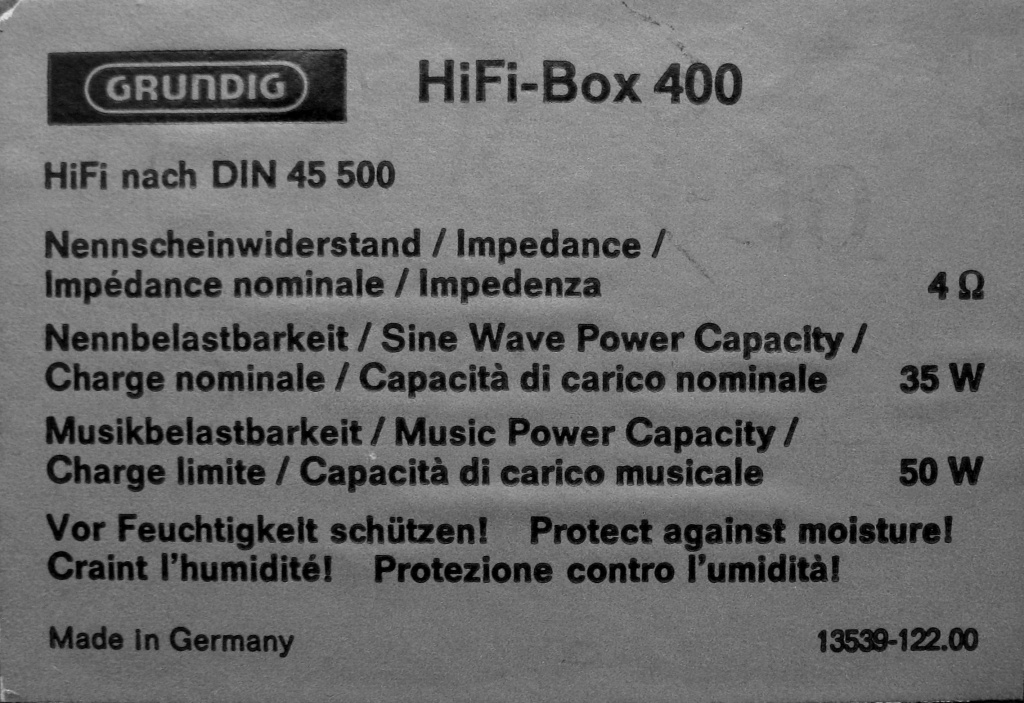 GRUNDIG HiFi-Box 400
HiFi nach DIN 45 500
Nennscheinwiderstand / Impedance /
Impédance nominale / Impedenza 4 Ω
Nennbelastbarkeit / Sine Wave Power Capacity /
Charge nominale / Capacità di carico nominale 35 W
Musikbelastbarkeit / Music Power Capacity /
Charge limite / Capacità di carico musicale 50 W
Vor Feuchtigkeit schützen! Protect against moisture!
Craint l'humidité! Protezione contro l'umidità!
Made in Germany 13539-122.00